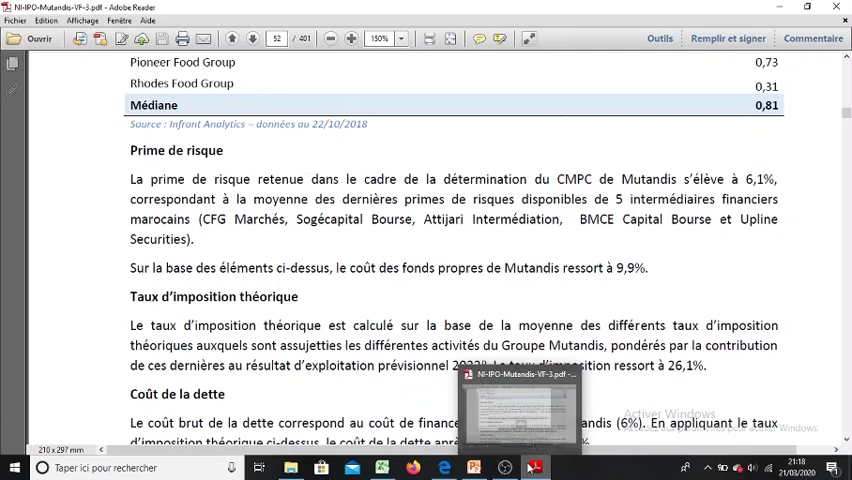 NI-IPO-Mutandis-VF-3.pdf - Adobe Reader
Fichier Edition Affichage Fenêtre Aide
Ouvrir 52 / 401 150% Outils Remplir et signer Commentaire
Pioneer Food Group 0,73
Rhodes Food Group 0,31
Médiane 0,81
Source : Infront Analytics – données au 22/10/2018
Prime de risque
La prime de risque retenue dans le cadre de la détermination du CMPC de Mutandis s’élève à 6,1%,
correspondant à la moyenne des dernières primes de risques disponibles de 5 intermédiaires financiers
marocains (CFG Marchés, Sogécapital Bourse, Attijari Intermédiation, BMCE Capital Bourse et Upline
Securities).
Sur la base des éléments ci-dessus, le coût des fonds propres de Mutandis ressort à 9,9%.
Taux d’imposition théorique
Le taux d’imposition théorique est calculé sur la base de la moyenne des différents taux d’imposition
théoriques auxquels sont assujetties les différentes activités du Groupe Mutandis, pondérés par la contribution
de ces dernières au résultat d’exploitation prévisionnel d’imposition ressort à 26,1%.
NI-IPO-Mutandis-VF-3.pdf -...
Coût de la dette
Le coût brut de la dette correspond au coût de finance (6%). En appliquant le taux
d’imposition théorique ci-dessus, le coût de la dette
Activer Windows
210 x 297 mm
Taper ici pour rechercher
21:18
21/03/2020